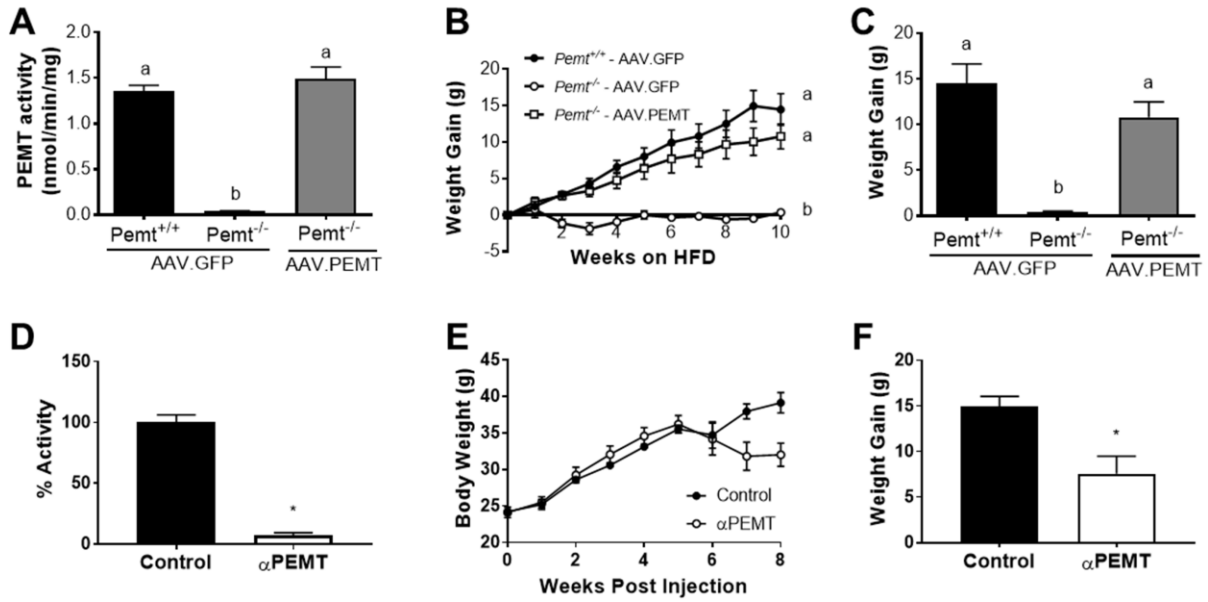 A
PEMT activity
(nmol/min/mg)
2.0
1.5
1.0
0.5
0.0
a
b
a
Pemt+/+
Pemt-/-
Pemt-/-
AAV.GFP
AAV.PEMT
B
Pemt+/+ - AAV.GFP
Pemt-/- - AAV.GFP
Pemt-/- - AAV.PEMT
Weight Gain (g)
20
15
10
5
0
-5
2
4
6
8
10
a
a
b
Weeks on HFD
C
Weight Gain (g)
20
15
10
5
0
a
b
a
Pemt+/+
Pemt-/-
Pemt-/-
AAV.GFP
AAV.PEMT
D
% Activity
150
100
50
0
*
Control
αPEMT
E
Body Weight (g)
45
40
35
30
25
20
Control
αPEMT
0
2
4
6
8
Weeks Post Injection
F
Weight Gain (g)
20
15
10
5
0
*
Control
αPEMT